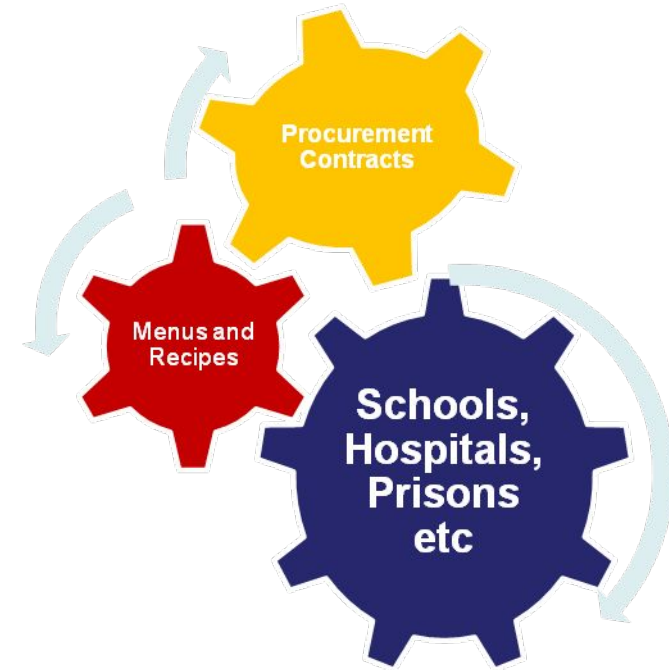 Procurement
Contracts
Menus and
Recipes
Schools,
Hospitals,
Prisons
etc